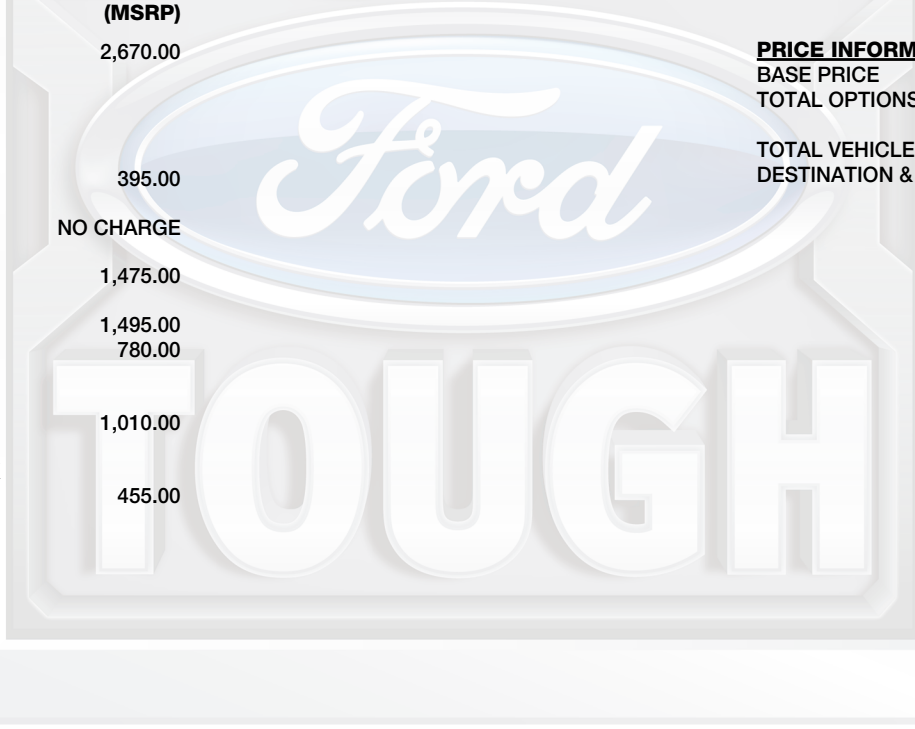 (MSRP)
2,670.00
395.00
NO CHARGE
1,475.00
1,495.00
780.00
1,010.00
455.00
PRICE INFORM
BASE PRICE
TOTAL OPTIONS
TOTAL VEHICLE
DESTINATION &
Ford
TOUGH